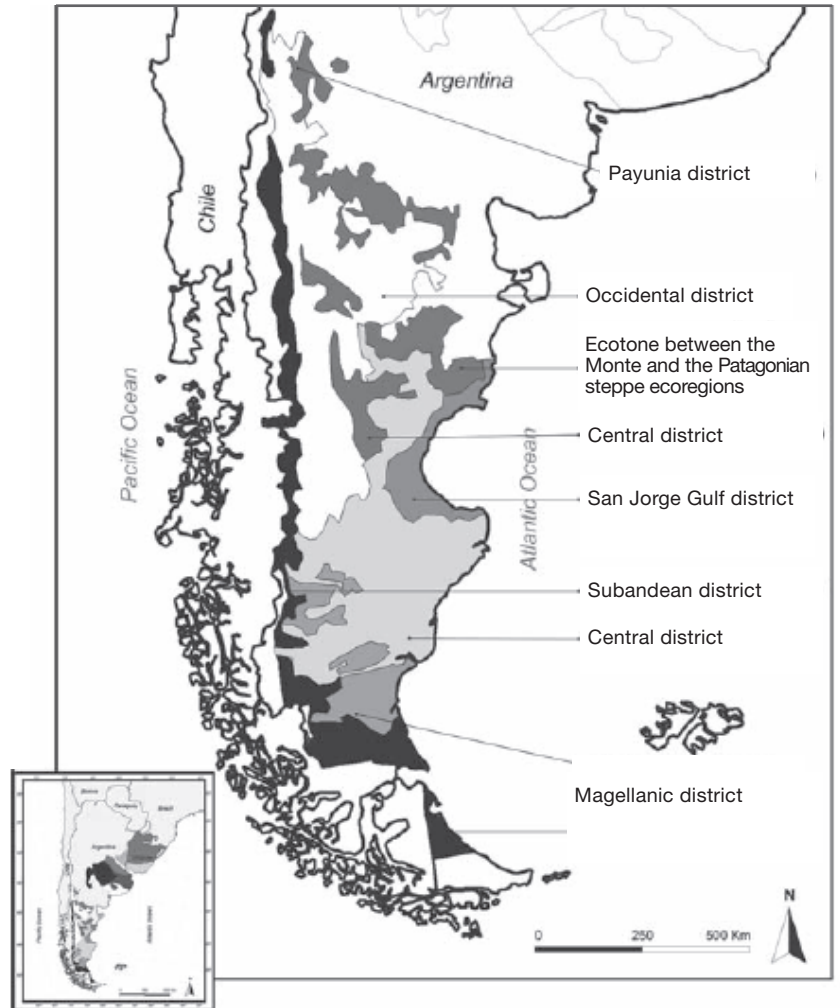 Argentina
Payunia district
Chile
Occidental district
Ecotone between the
Monte and the Patagonian
steppe ecoregions
Pacific Ocean
Central district
Atlantic Ocean
San Jorge Gulf district
Subandean district
Central district
Magellanic district
N
0 250 500 Km
Argentina